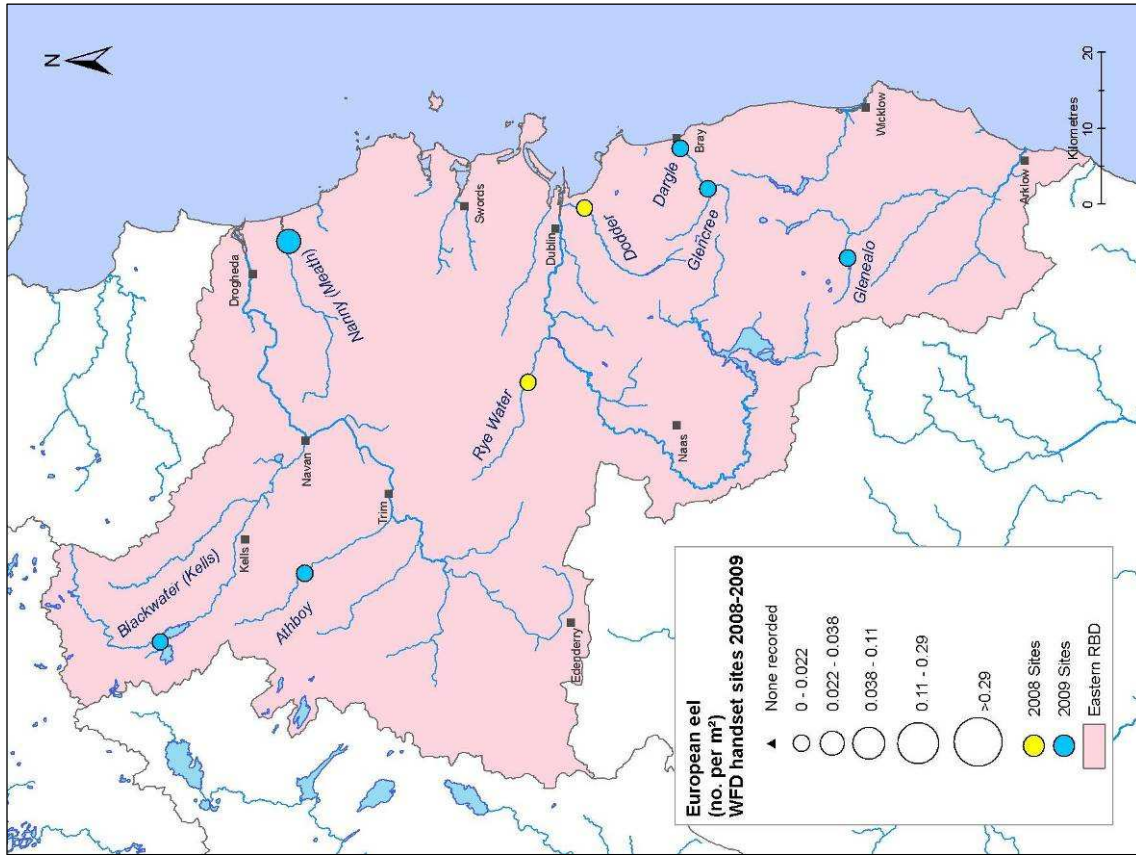 N
Drogheda
Nanny (Meath)
Navan
Blackwater (Kells)
Kells
Athboy
Trim
Swords
Rye Water
Dublin
Dodder
Edenderry
Naas
Dargle
Bray
Glencree
Glenealo
Wicklow
Arklow
0 10 20
Kilometres
European eel
(no. per m²)
WFD handset sites 2008-2009
None recorded
0 - 0.022
0.022 - 0.038
0.038 - 0.11
0.11 - 0.29
>0.29
2008 Sites
2009 Sites
Eastern RBD